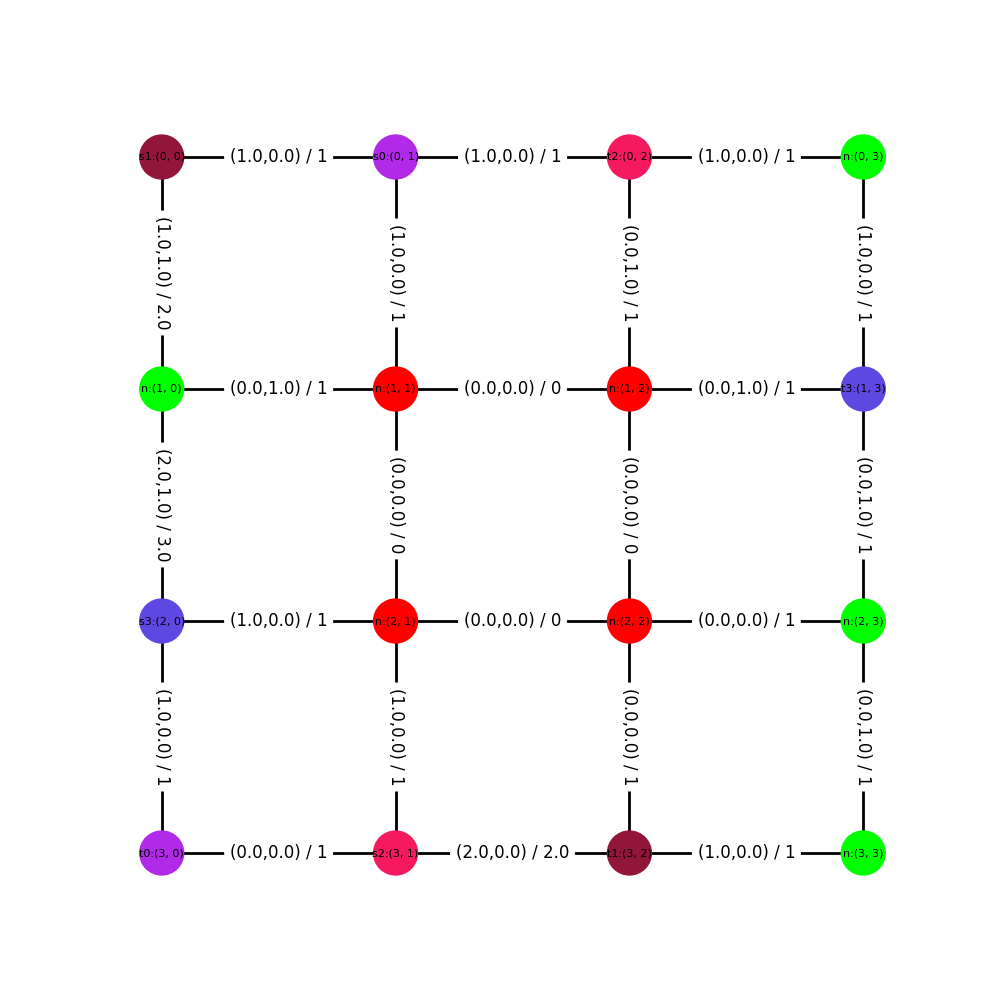 s1:(0, 0) (1.0,0.0) / 1 s0:(0, 1) (1.0,0.0) / 1 t2:(0, 2) (1.0,0.0) / 1 n:(0, 3)
(1.0,1.0) / 2.0 (1.0,0.0) / 1 (0.0,1.0) / 1 (1.0,0.0) / 1
n:(1, 0) (0.0,1.0) / 1 n:(1, 1) (0.0,0.0) / 0 n:(1, 2) (0.0,1.0) / 1 t3:(1, 3)
(2.0,1.0) / 3.0 (0.0,0.0) / 0 (0.0,0.0) / 0 (0.0,1.0) / 1
s3:(2, 0) (1.0,0.0) / 1 n:(2, 1) (0.0,0.0) / 0 n:(2, 2) (0.0,0.0) / 1 n:(2, 3)
(1.0,0.0) / 1 (1.0,0.0) / 1 (0.0,0.0) / 1 (0.0,1.0) / 1
t0:(3, 0) (0.0,0.0) / 1 s2:(3, 1) (2.0,0.0) / 2.0 t1:(3, 2) (1.0,0.0) / 1 n:(3, 3)